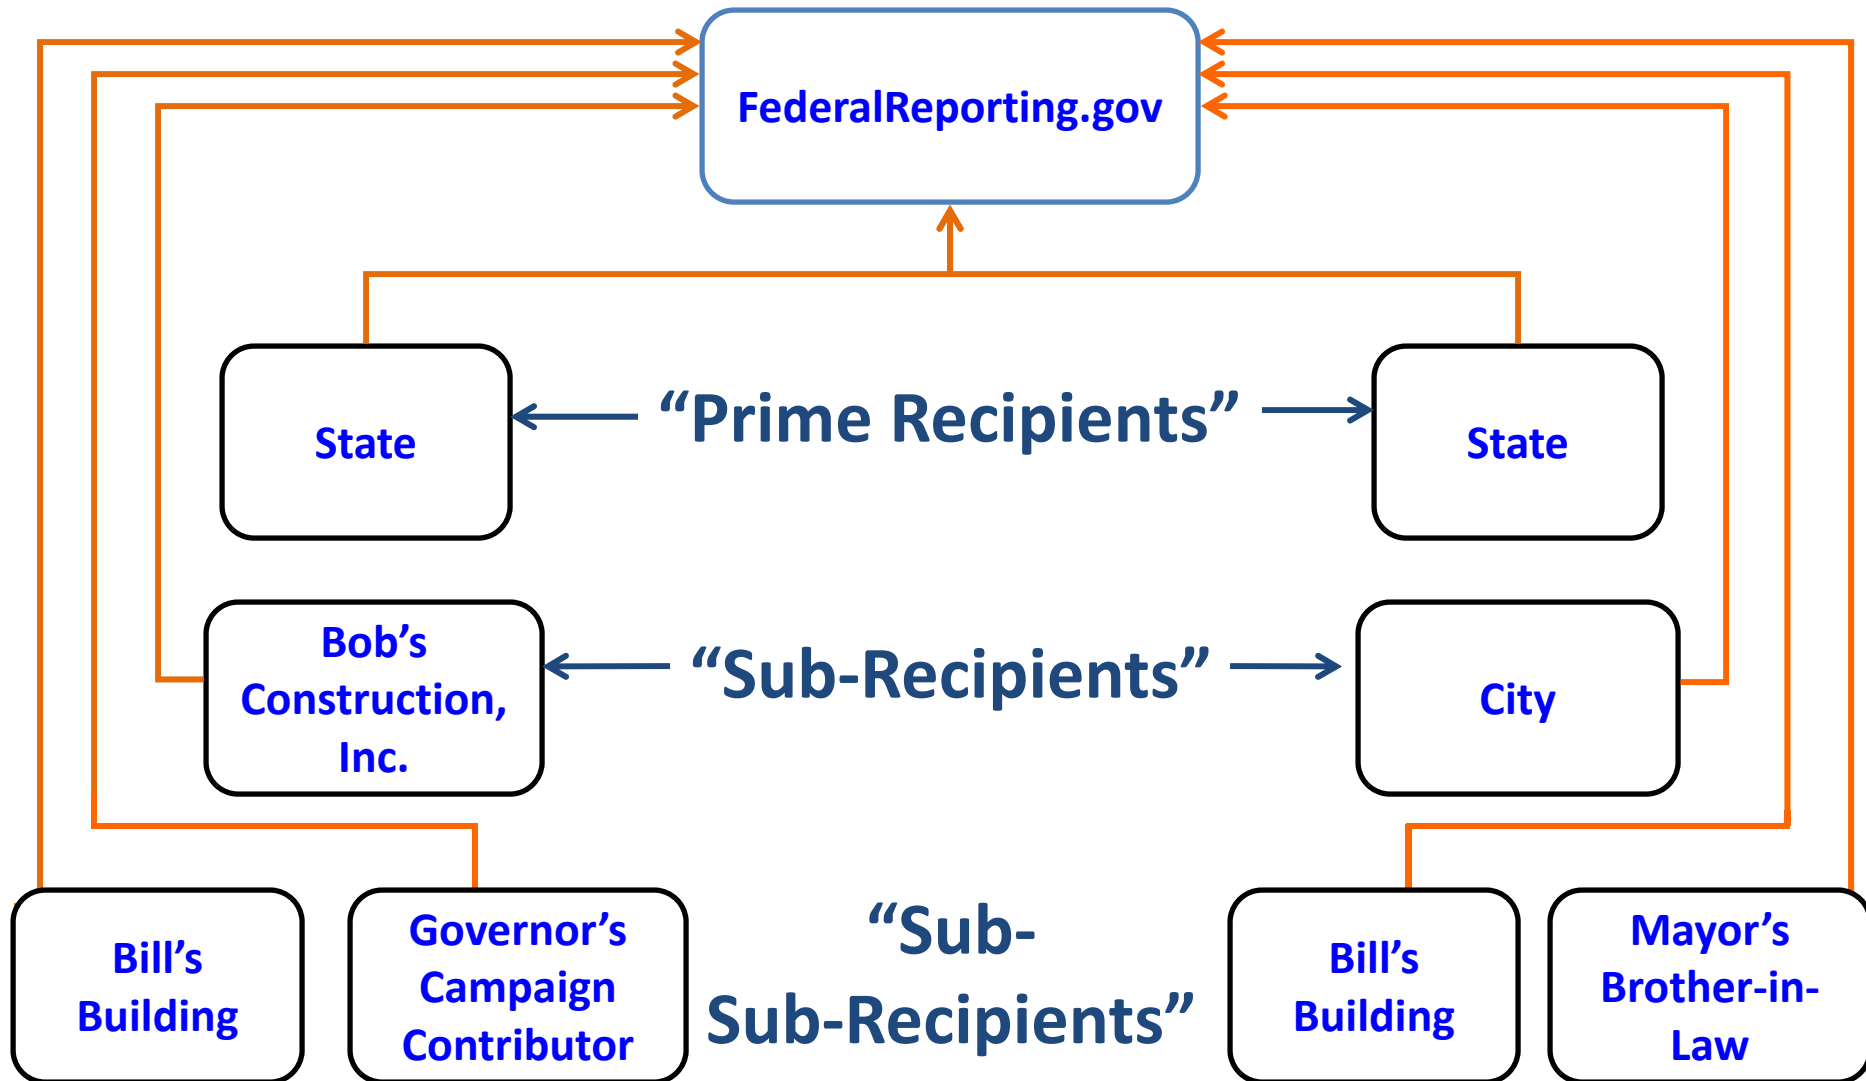 FederalReporting.gov
State
“Prime Recipients”
State
Bob’s
Construction,
Inc.
“Sub-Recipients”
City
Bill’s
Building
Governor’s
Campaign
Contributor
“Sub-
Sub-Recipients”
Bill’s
Building
Mayor’s
Brother-in-
Law